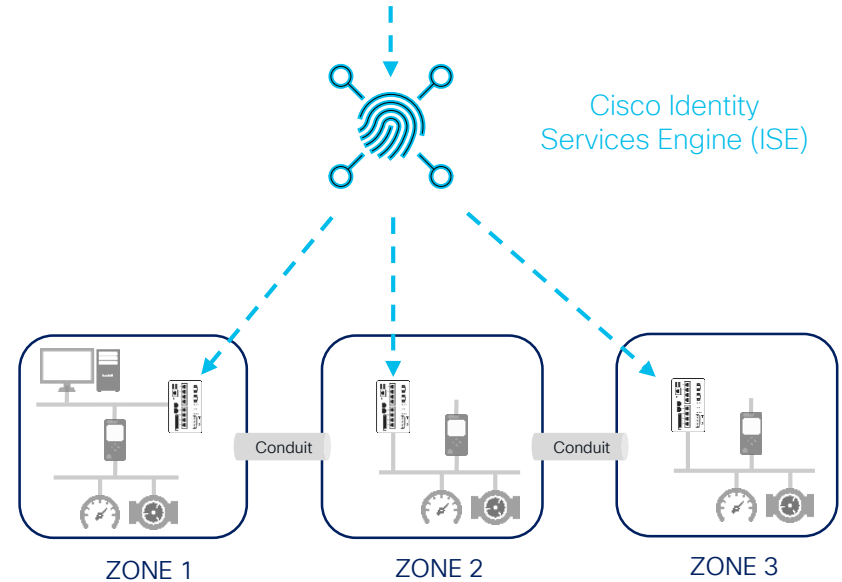 Cisco Identity
Services Engine (ISE)
Conduit
Conduit
ZONE 1
ZONE 2
ZONE 3